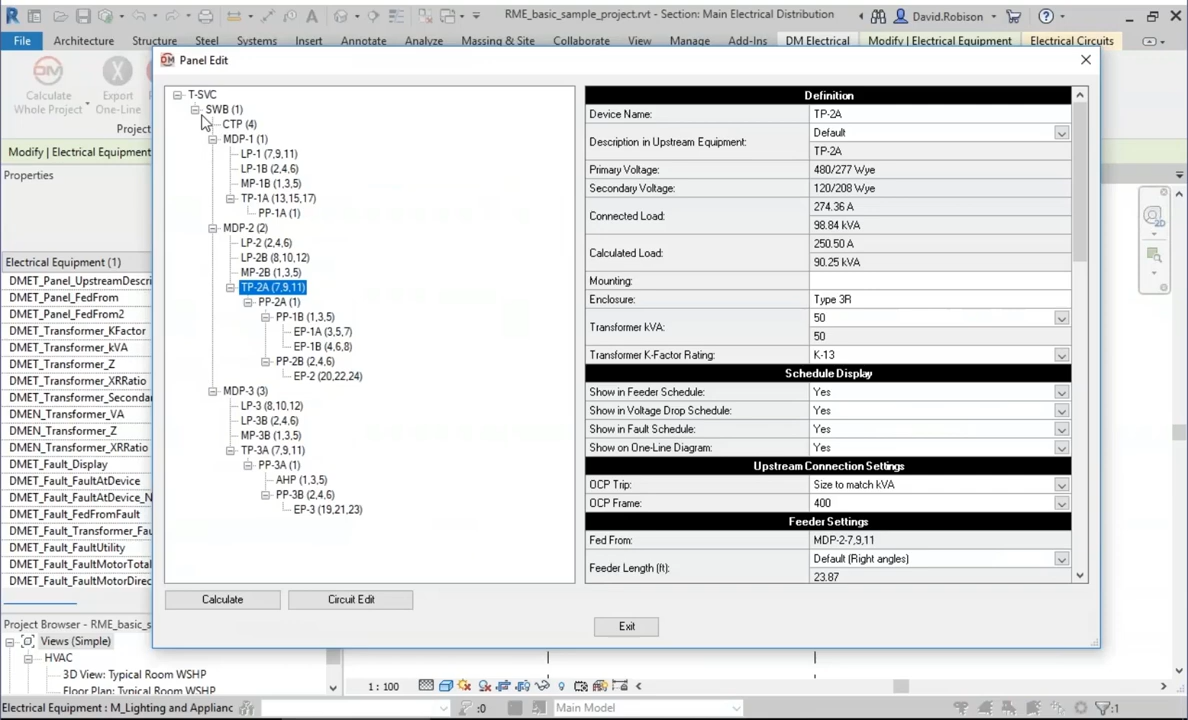 RME_basic_sample_project.rvt - Section: Main Electrical Distribution
David.Robison
File
Architecture
Structure
Steel
Systems
Insert
Annotate
Analyze
Massing & Site
Collaborate
View
Manage
Add-Ins
DM Electrical
Modify | Electrical Equipment
Electrical Circuits
DM
Calculate
Whole Project
Export
One-Line
Project
Modify | Electrical Equipment
Properties
Electrical Equipment (1)
DMET_Panel_UpstreamDescri
DMET_Panel_FedFrom
DMET_Panel_FedFrom2
DMET_Transformer_KFactor
DMET_Transformer_kVA
DMET_Transformer_Z
DMET_Transformer_XRRatio
DMET_Transformer_Secondar
DMEN_Transformer_VA
DMEN_Transformer_Z
DMEN_Transformer_XRRatio
DMET_Fault_Display
DMET_Fault_FaultAtDevice
DMET_Fault_FaultAtDevice_N
DMET_Fault_FedFromFault
DMET_Fault_Transformer_Fau
DMET_Fault_FaultUtility
DMET_Fault_FaultMotorTotal
DMET_Fault_FaultMotorDirec
Project Browser - RME_basic_s
Views (Simple)
HVAC
3D View: Typical Room WSHP
Floor Plan: Typical Room WSHP
DM Panel Edit
T-SVC
SWB (1)
CTP (4)
MDP-1 (1)
LP-1 (7,9,11)
LP-1B (2,4,6)
MP-1B (1,3,5)
TP-1A (13,15,17)
PP-1A (1)
MDP-2 (2)
LP-2 (2,4,6)
LP-2B (8,10,12)
MP-2B (1,3,5)
TP-2A (7,9,11)
PP-2A (1)
PP-1B (1,3,5)
EP-1A (3,5,7)
EP-1B (4,6,8)
PP-2B (2,4,6)
EP-2 (20,22,24)
MDP-3 (3)
LP-3 (8,10,12)
LP-3B (2,4,6)
MP-3B (1,3,5)
TP-3A (7,9,11)
PP-3A (1)
AHP (1,3,5)
PP-3B (2,4,6)
EP-3 (19,21,23)
Definition
Device Name: TP-2A
Description in Upstream Equipment: Default
TP-2A
Primary Voltage: 480/277 Wye
Secondary Voltage: 120/208 Wye
Connected Load: 274.36 A
98.84 kVA
Calculated Load: 250.50 A
90.25 kVA
Mounting:
Enclosure: Type 3R
Transformer kVA: 50
50
Transformer K-Factor Rating: K-13
Schedule Display
Show in Feeder Schedule: Yes
Show in Voltage Drop Schedule: Yes
Show in Fault Schedule: Yes
Show on One-Line Diagram: Yes
Upstream Connection Settings
OCP Trip: Size to match kVA
OCP Frame: 400
Feeder Settings
Fed From: MDP-2-7,9,11
Feeder Length (ft): Default (Right angles)
23.87
Calculate
Circuit Edit
Exit
2D
1 : 100
Electrical Equipment : M_Lighting and Applianc
:0
Main Model
:1